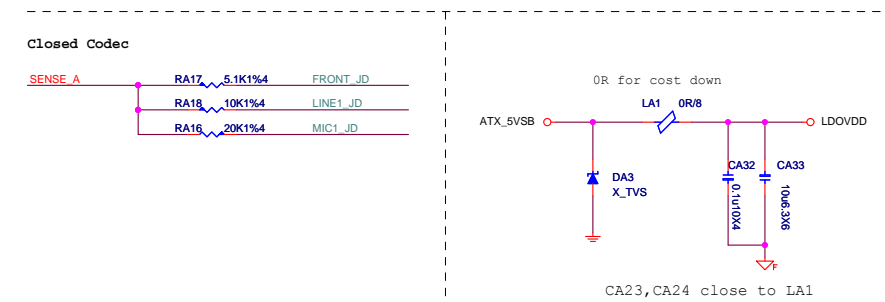 Closed Codec
SENSE_A
RA17 5.1K1%4 FRONT_JD
RA18 10K1%4 LINE1_JD
RA16 20K1%4 MIC1_JD
0R for cost down
LA1 0R/8
ATX_5VSB
LDOVDD
DA3
X_TVS
CA32
0.1u10X4
CA33
10u6.3X6
F
CA23,CA24 close to LA1